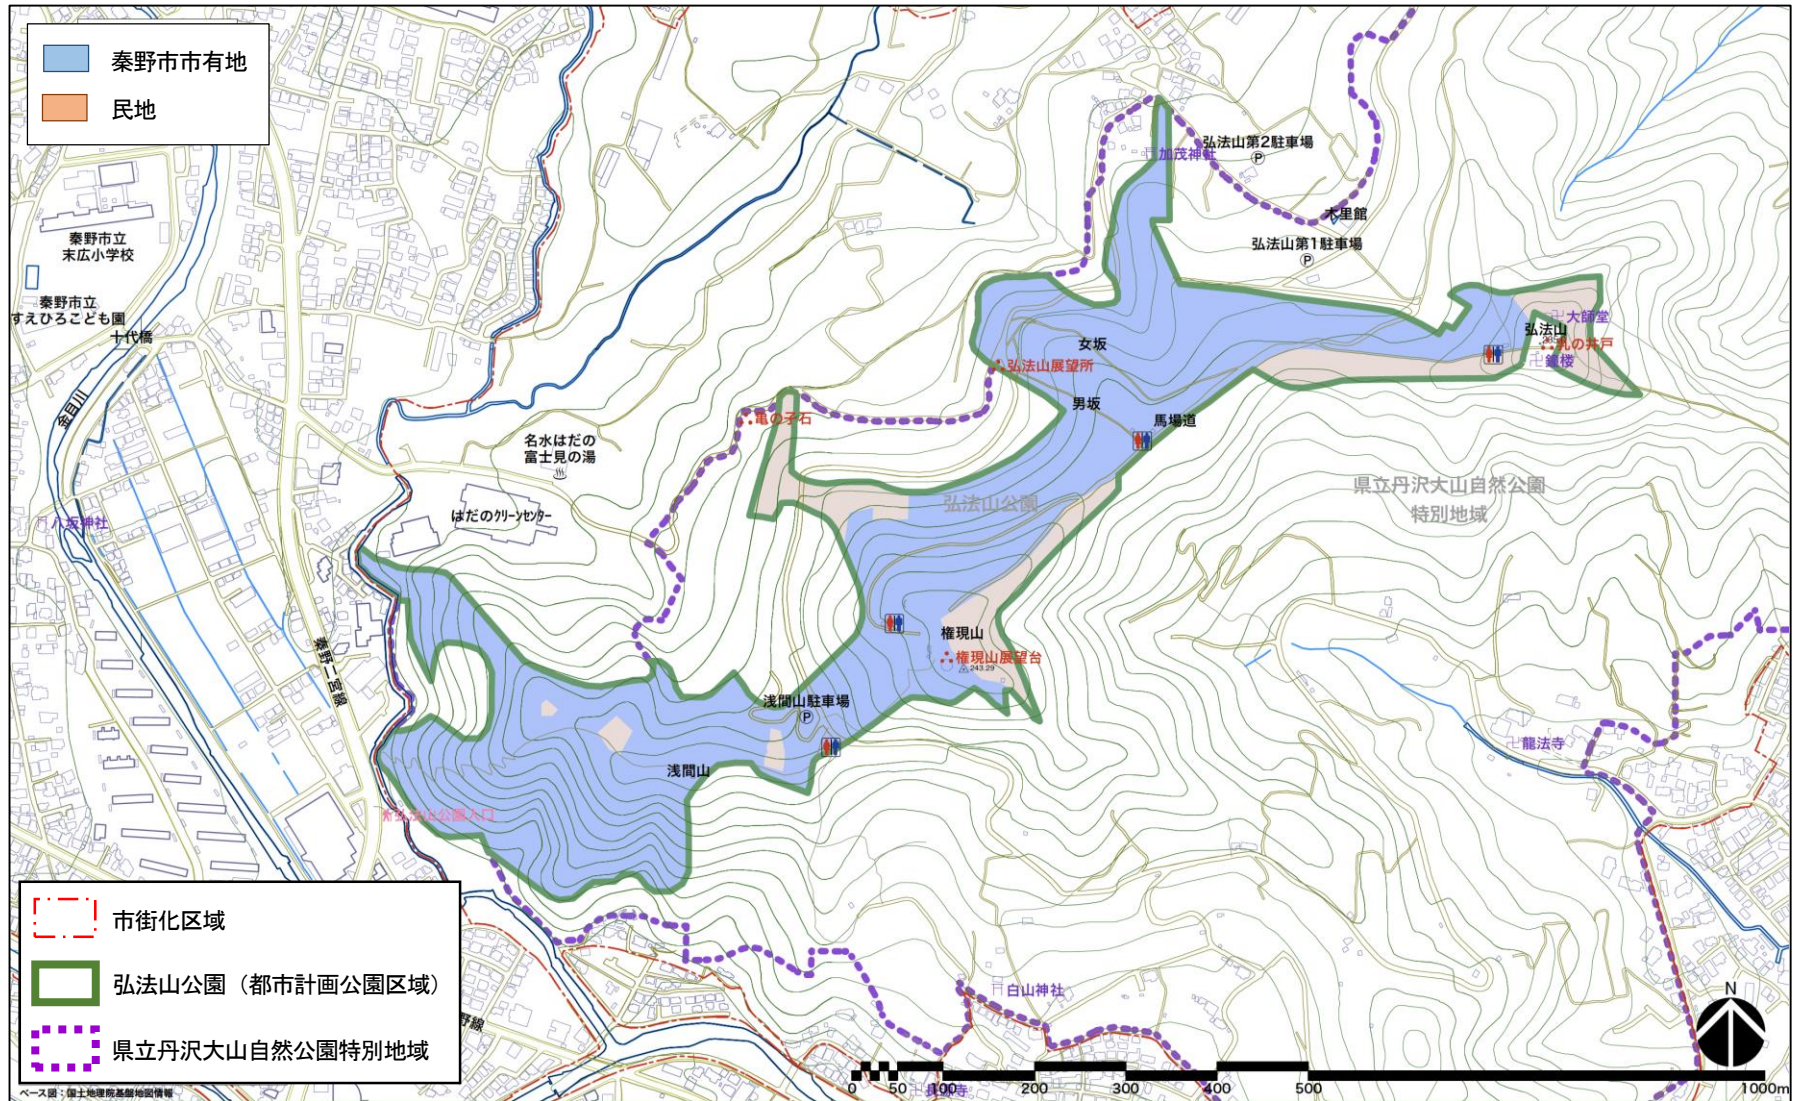 秦野市市有地
民地
加茂神社
弘法山第2駐車場
P
木里館
弘法山第1駐車場
P
秦野市立
末広小学校
秦野市立
すえひろこども園
十代橋
金目川
大師堂
弘法山
乳の井戸
鐘楼
女坂
弘法山展望所
男坂
馬場道
亀の子石
名水はだの
富士見の湯
はだのクリーンセンター
八坂神社
弘法山公園
県立丹沢大山自然公園
特別地域
権現山
権現山展望台
243.29
秦野二宮線
浅間山駐車場
P
浅間山
龍法寺
弘法山公園入口
市街化区域
弘法山公園（都市計画公園区域）
県立丹沢大山自然公園特別地域
野線
白山神社
N
0 50 100 200 300 400 500 1000m
ベース図：国土地理院基盤地図情報